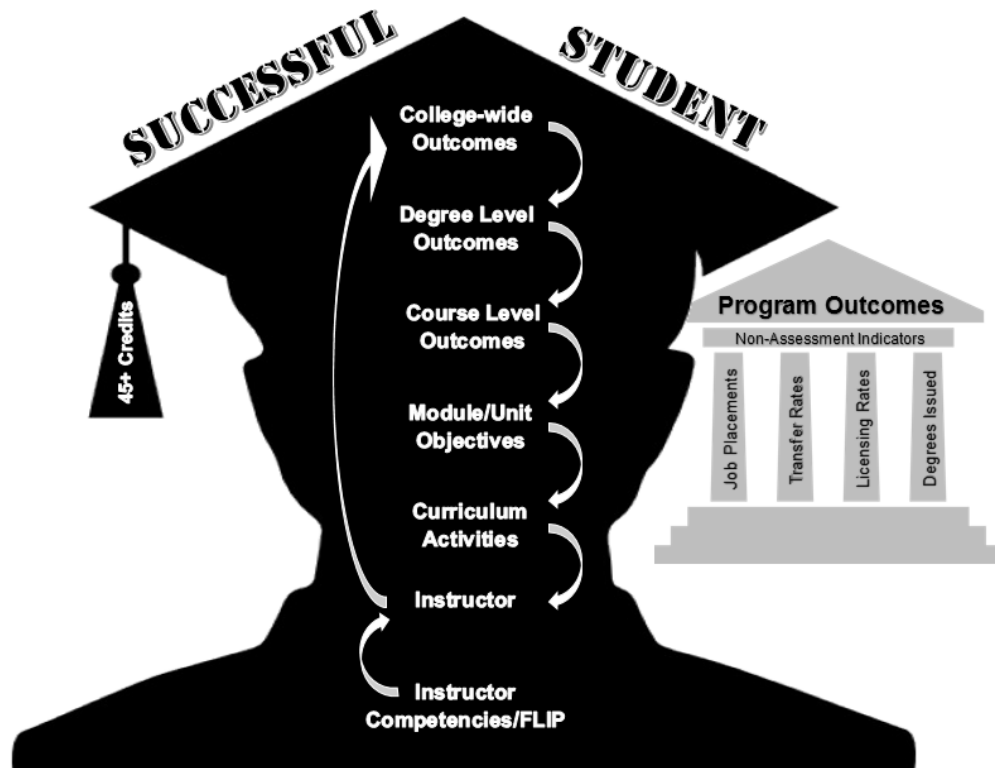 SUCCESSFUL STUDENT
College-wide
Outcomes
Degree Level
Outcomes
Course Level
Outcomes
Module/Unit
Objectives
Curriculum
Activities
Instructor
Instructor
Competencies/FLIP
45+ Credits
Program Outcomes
Non-Assessment Indicators
Job Placements
Transfer Rates
Licensing Rates
Degrees Issued